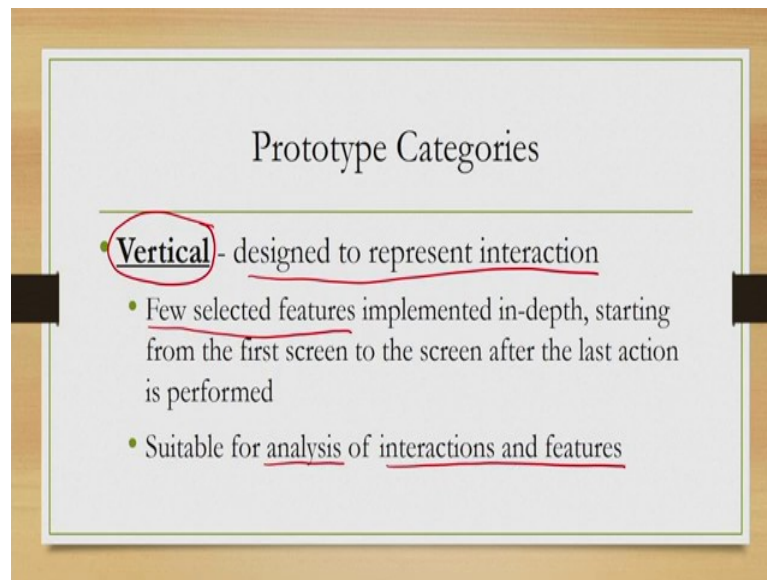 Prototype Categories
• Vertical - designed to represent interaction
• Few selected features implemented in-depth, starting
from the first screen to the screen after the last action
is performed
• Suitable for analysis of interactions and features